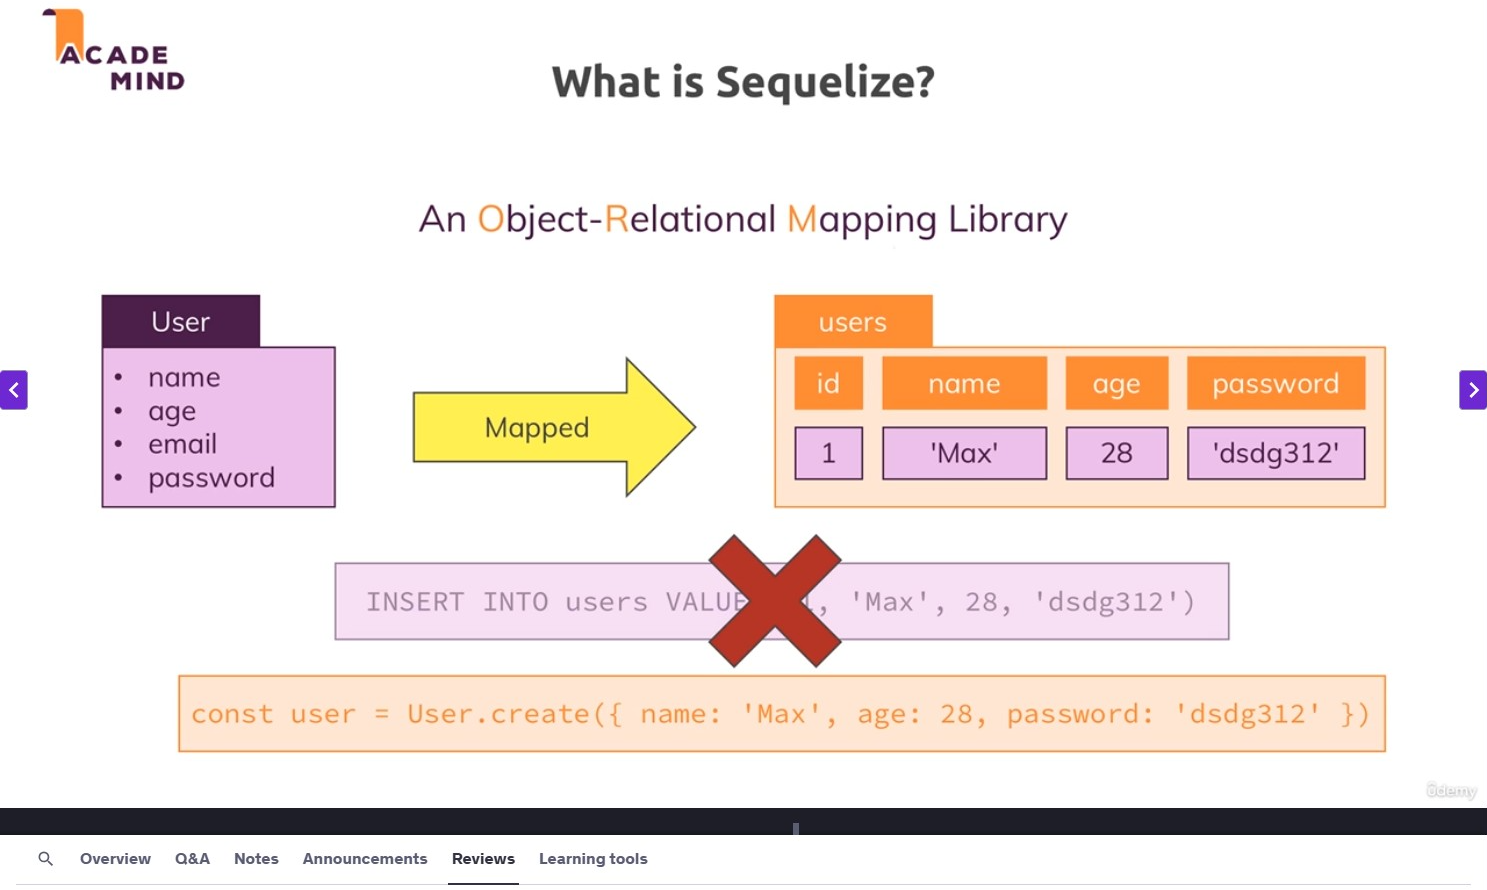 ACADE
MIND
What is Sequelize?
An Object-Relational Mapping Library
User
• name
• age
• email
• password
Mapped
users
id name age password
1 'Max' 28 'dsdg312'
INSERT INTO users VALUE 1, 'Max', 28, 'dsdg312')
const user = User.create({ name: 'Max', age: 28, password: 'dsdg312' })
ûdemy
Overview Q&A Notes Announcements Reviews Learning tools